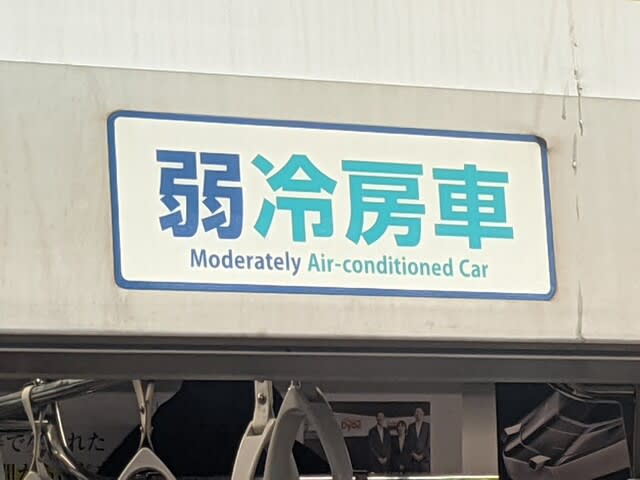 弱冷房車
Moderately Air-conditioned Car